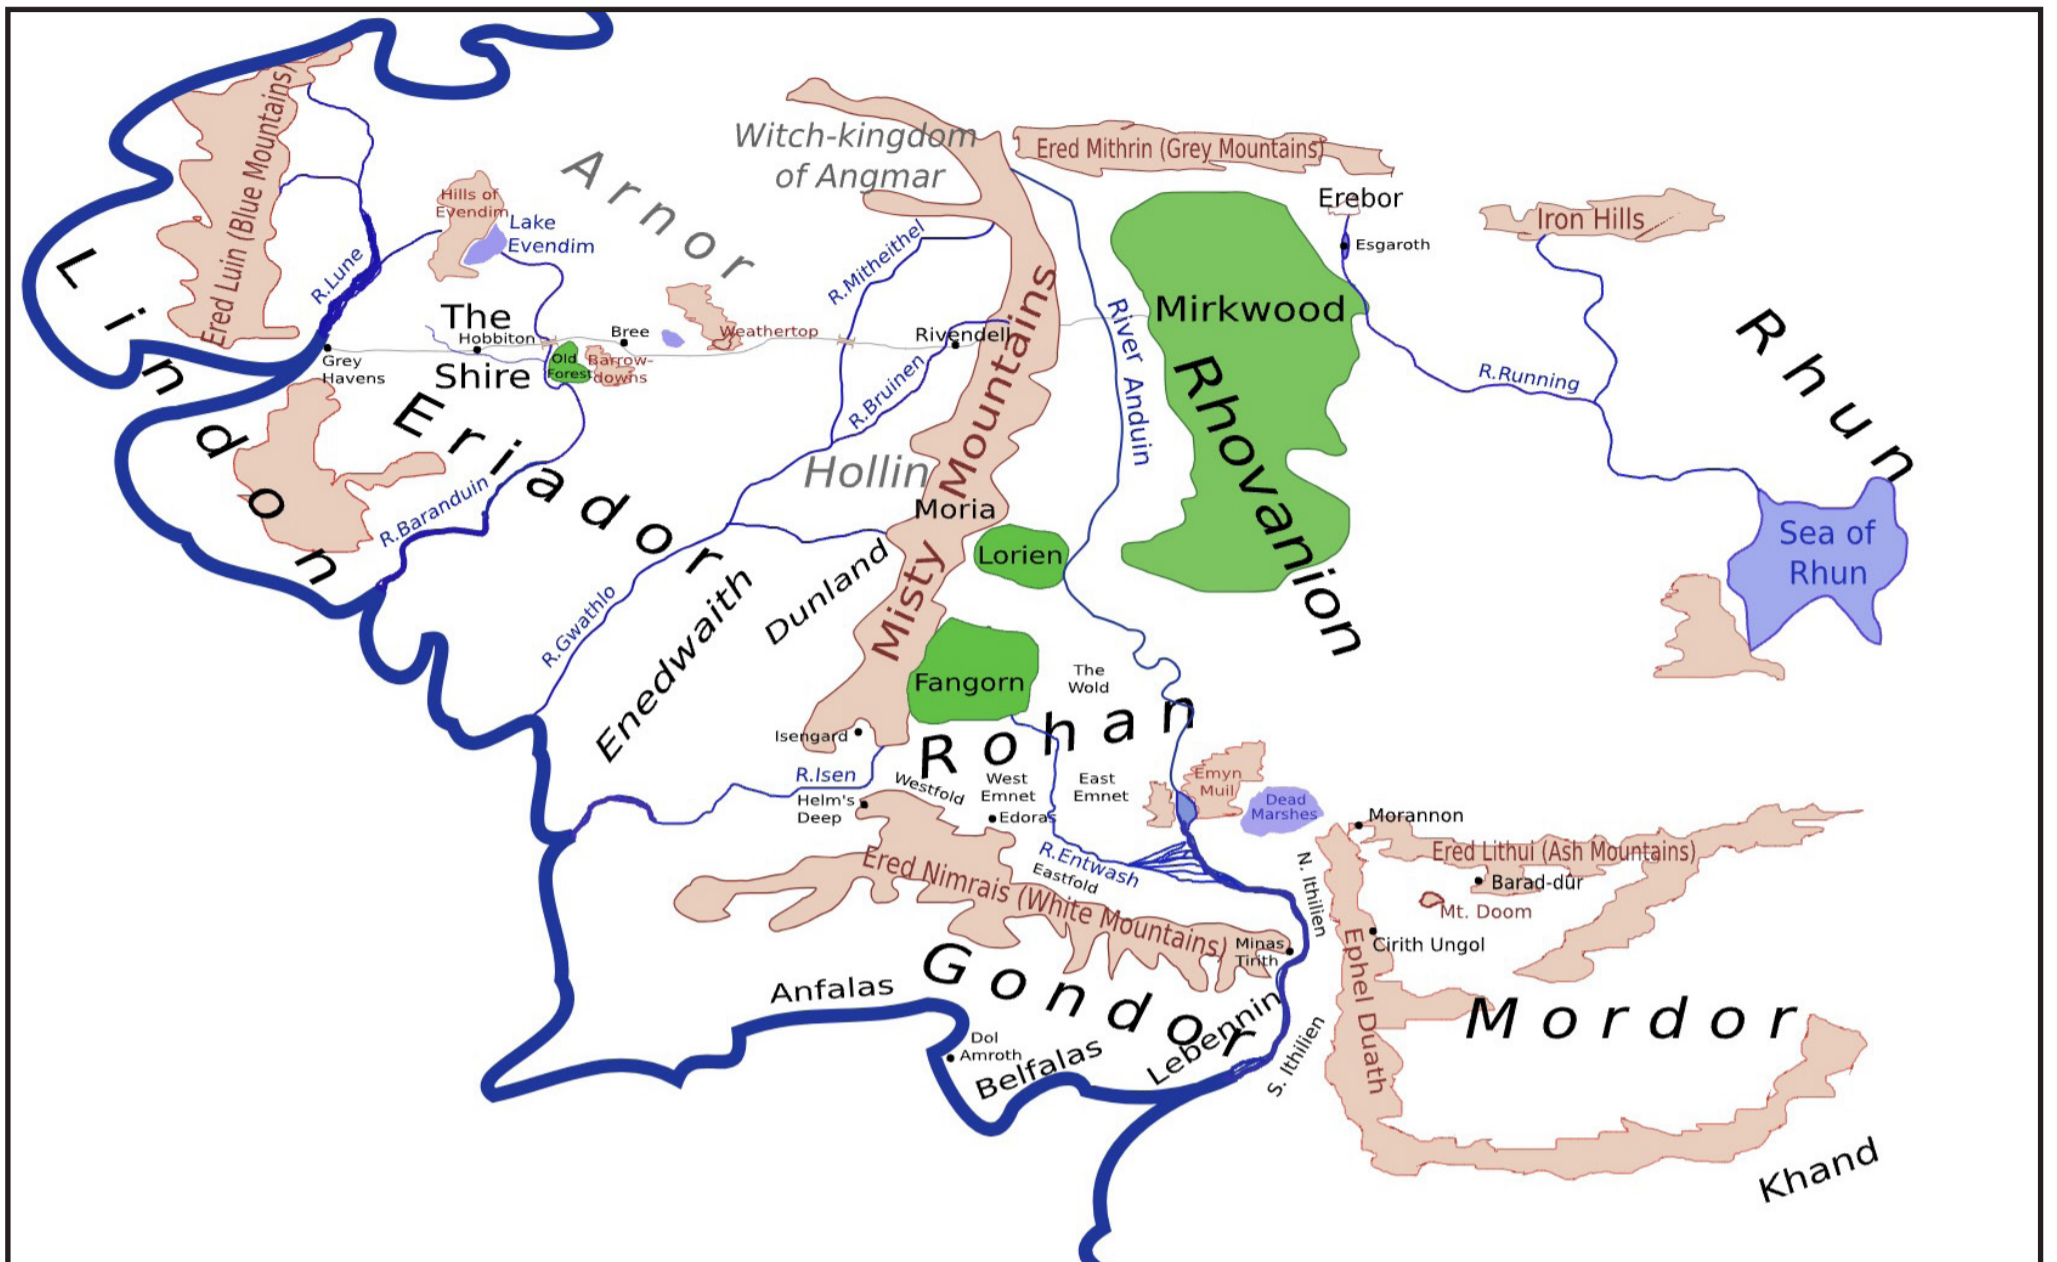 Witch-kingdom
of Angmar
Ered Mithrin (Grey Mountains)
Arnor
Erebor
Iron Hills
Esgaroth
Ered Luin (Blue Mountains)
Hills of
Evendim
Lake
Evendim
R.Lune
R.Mitheithel
Lindon
The
Shire
Hobbiton
Bree
Weathertop
Rivendell
Grey
Havens
Old
Forest
Barrow-
downs
River Anduin
Mirkwood
Rhovanion
Rhun
R.Running
R.Bruinen
Misty Mountains
Eriador
Hollin
Moria
R.Baranduin
Lorien
Sea of
Rhun
Dunland
Enedwaith
R.Gwathlo
Fangorn
The
Wold
Rohan
Isengard
R.Isen
Westfold
West
Emnet
East
Emnet
Emyn
Muil
Dead
Marshes
Helm's
Deep
Edoras
Morannon
R.Entwash
Eastfold
Ered Nimrais (White Mountains)
N. Ithilien
Ered Lithui (Ash Mountains)
Barad-dûr
Mt. Doom
Cirith Ungol
Minas
Tirith
Ephel Duath
Gondor
Anfalas
Mordor
Lebennin
Dol
Amroth
Belfalas
S. Ithilien
Khand